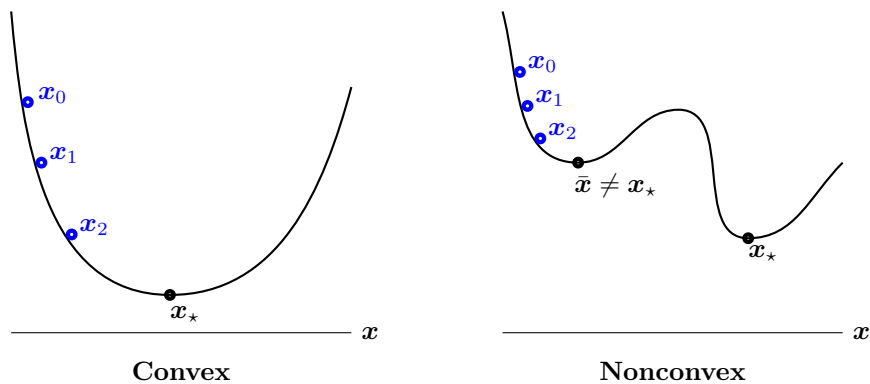 x₀
x₁
x₂
x⋆
x
Convex
x₀
x₁
x₂
x̄ ≠ x⋆
x⋆
x
Nonconvex